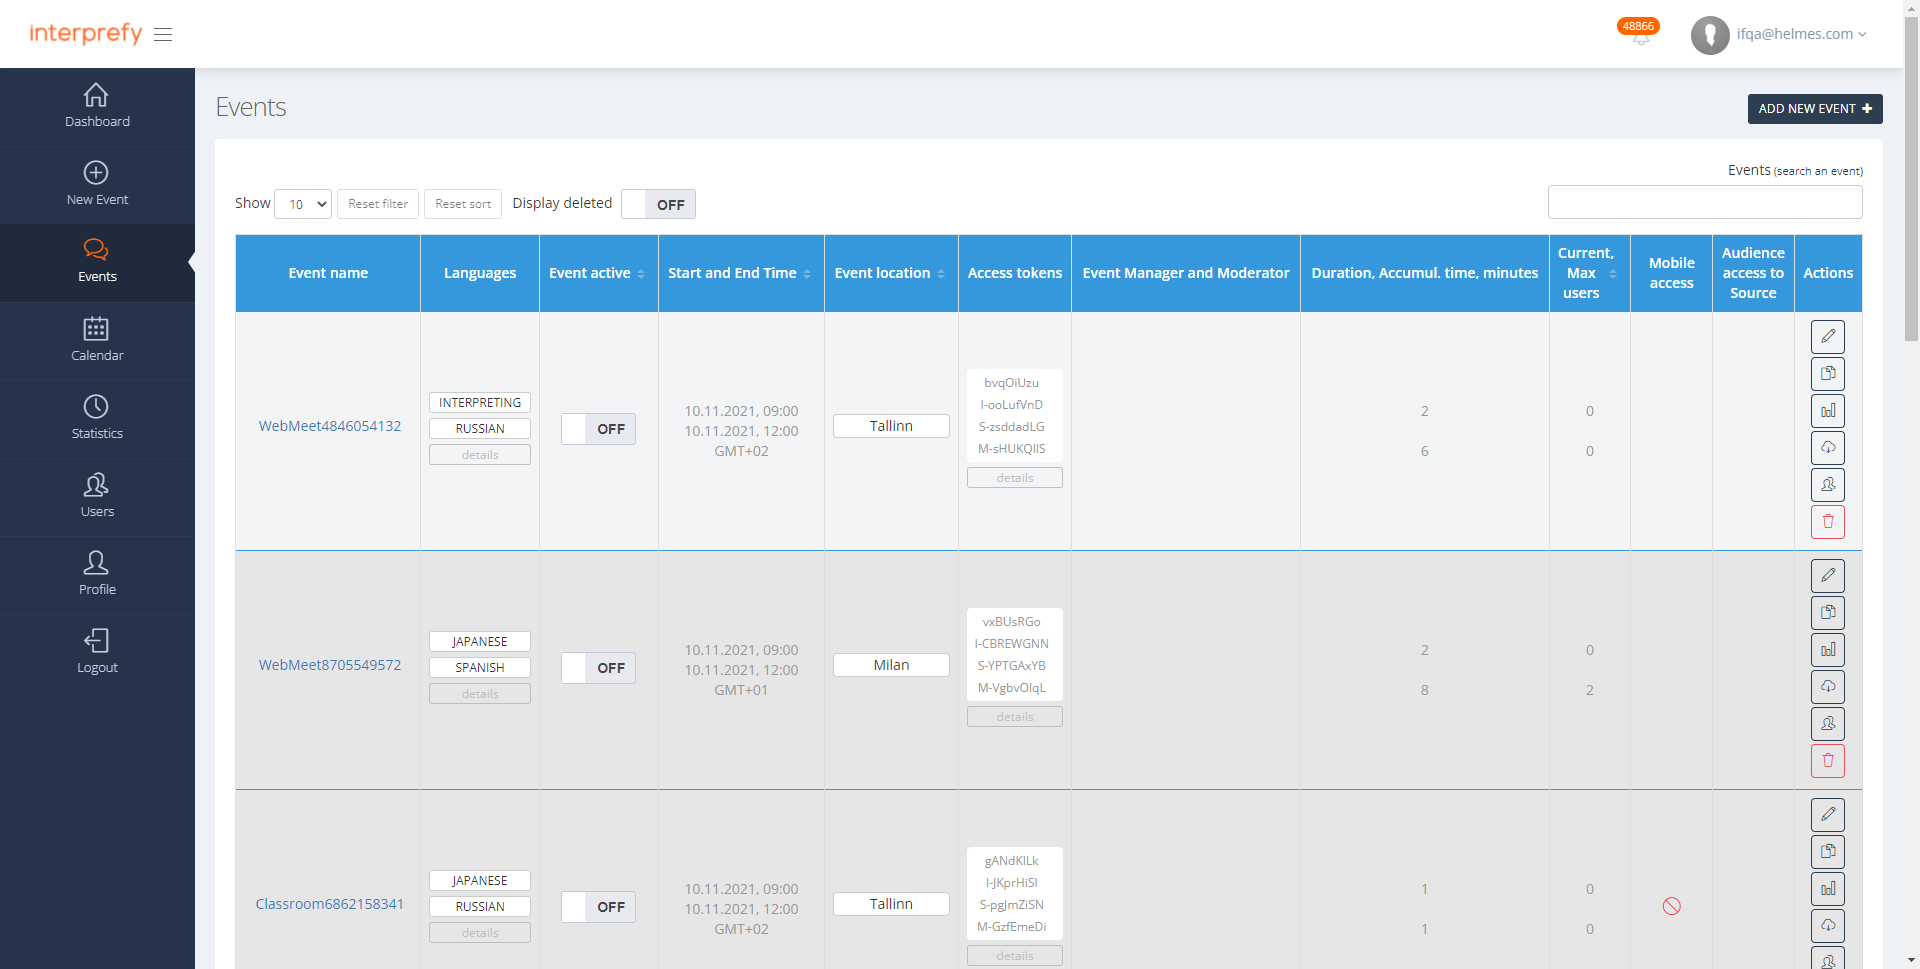 interprefy
48866
ifqa@helmes.com
Dashboard
New Event
Events
Calendar
Statistics
Users
Profile
Logout
Events
ADD NEW EVENT
Events (search an event)
Show 10 Reset filter Reset sort Display deleted OFF
Event name Languages Event active Start and End Time Event location Access tokens Event Manager and Moderator Duration, Accumul. time, minutes Current, Max users Mobile access Audience access to Source Actions
WebMeet4846054132
INTERPRETING
RUSSIAN
details
OFF
10.11.2021, 09:00
10.11.2021, 12:00
GMT+02
Tallinn
bvqOiUzu
I-ooLufVnD
S-zsddadLG
M-sHUKQIIS
details
2
6
0
0
WebMeet8705549572
JAPANESE
SPANISH
details
OFF
10.11.2021, 09:00
10.11.2021, 12:00
GMT+01
Milan
vxBUsRGo
I-CBREWGNN
S-YPTGAxYB
M-VgbvOlqL
details
2
8
0
2
Classroom6862158341
JAPANESE
RUSSIAN
details
OFF
10.11.2021, 09:00
10.11.2021, 12:00
GMT+02
Tallinn
gANdKlLk
I-JKprHiSl
S-pgJmZiSN
M-GzfEmeDi
details
1
1
0
0